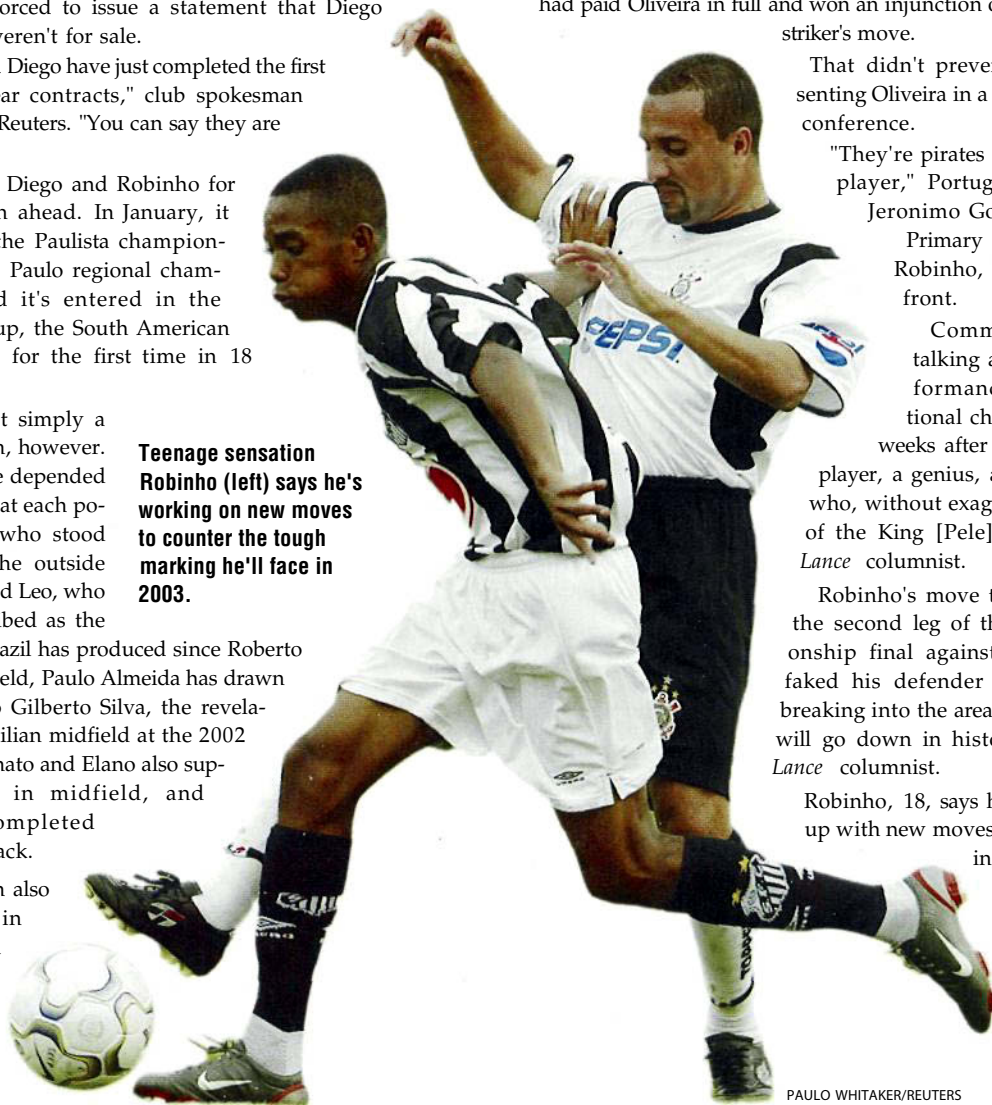 orced to issue a statement that Diego
veren't for sale.
Diego have just completed the first
ar contracts," club spokesman
Reuters. "You can say they are
Diego and Robinho for
n ahead. In January, it
he Paulista champion-
Paulo regional cham-
d it's entered in the
up, the South American
for the first time in 18
t simply a
n, however.
e depended
at each po-
who stood
he outside
d Leo, who
bed as the
azil has produced since Roberto
eld, Paulo Almeida has drawn
o Gilberto Silva, the revela-
ilian midfield at the 2002
nato and Elano also sup-
in midfield, and
ompleted
ack.
n also
in
Teenage sensation
Robinho (left) says he's
working on new moves
to counter the tough
marking he'll face in
2003.
had paid Oliveira in full and won an injunction o
striker's move.
That didn't preve
senting Oliveira in a
conference.
"They're pirates
player," Portug
Jeronimo Go
Primary
Robinho,
front.
Comm
talking a
formanc
tional ch
weeks after
player, a genius, a
who, without exag
of the King [Pele]
Lance columnist.
Robinho's move t
the second leg of th
onship final against
faked his defender
breaking into the area
will go down in histo
Lance columnist.
Robinho, 18, says h
up with new moves
in
PEPSI
PAULO WHITAKER/REUTERS